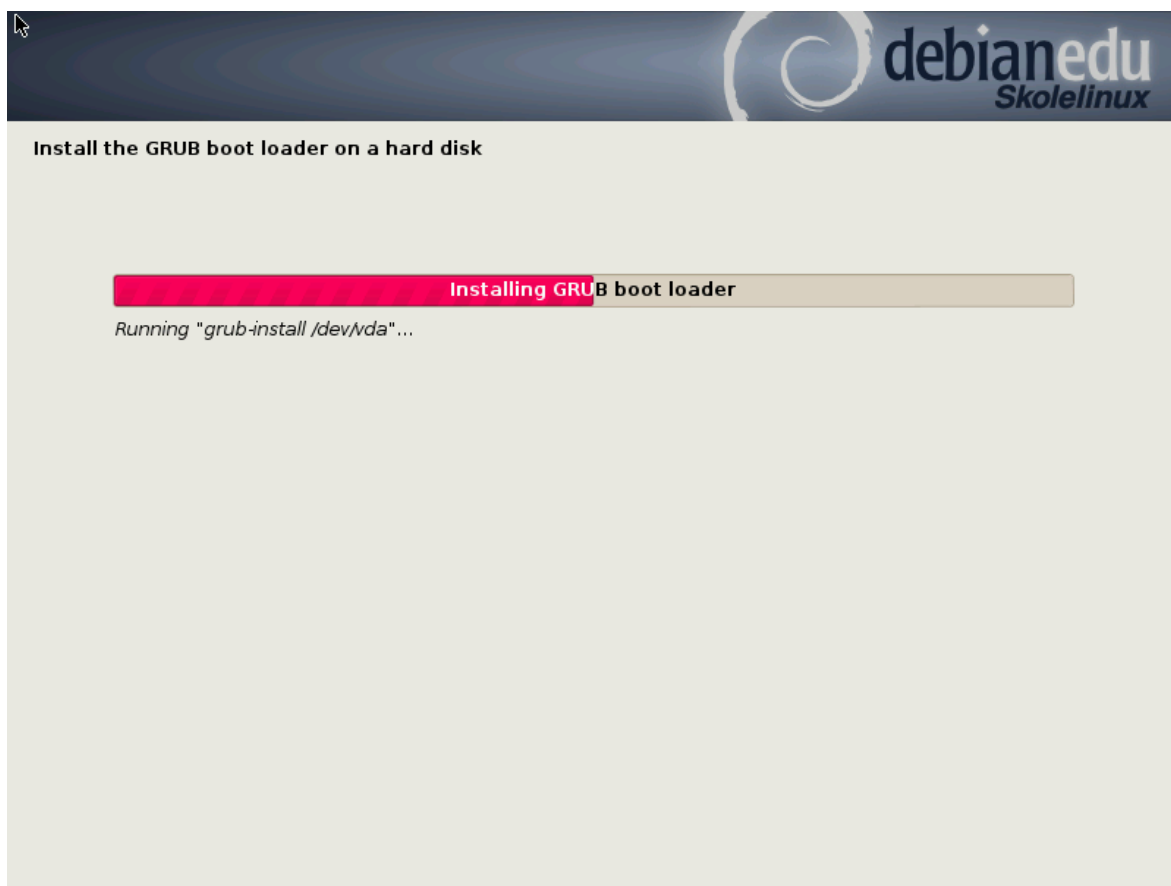 debianedu
Skolelinux
Install the GRUB boot loader on a hard disk
Installing GRUB boot loader
Running "grub-install /dev/vda"...